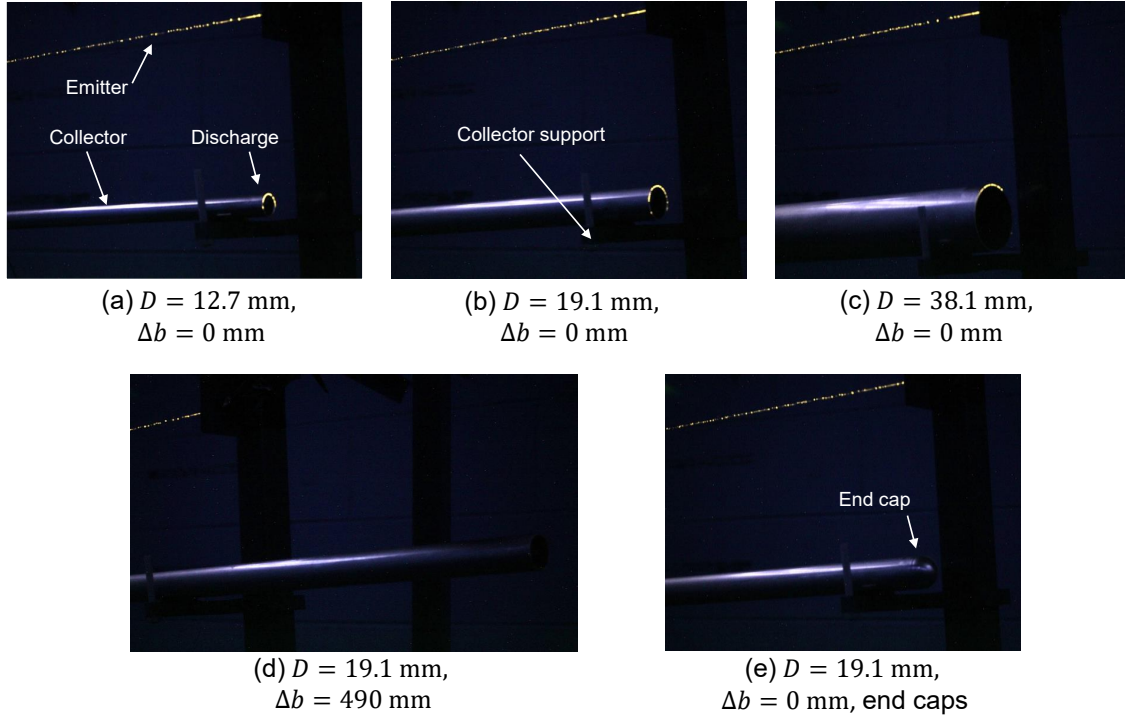 Emitter
Collector
Discharge
Collector support
(a) 𝐷 = 12.7 mm,
Δ𝑏 = 0 mm
(b) 𝐷 = 19.1 mm,
Δ𝑏 = 0 mm
(c) 𝐷 = 38.1 mm,
Δ𝑏 = 0 mm
End cap
(d) 𝐷 = 19.1 mm,
Δ𝑏 = 490 mm
(e) 𝐷 = 19.1 mm,
Δ𝑏 = 0 mm, end caps